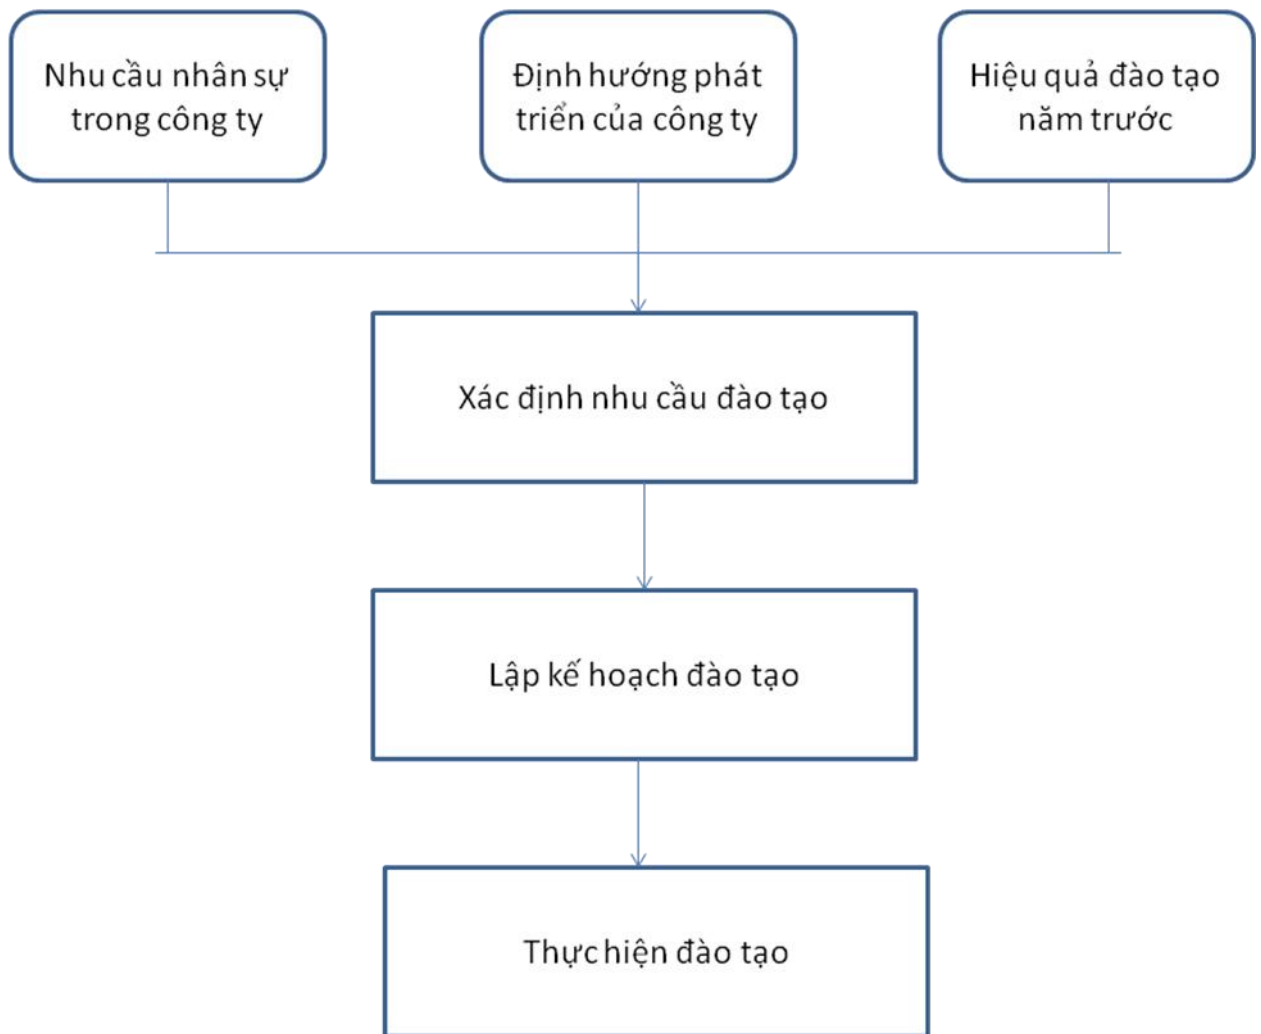 Nhu cầu nhân sự
trong công ty
Định hướng phát
triển của công ty
Hiệu quả đào tạo
năm trước
Xác định nhu cầu đào tạo
Lập kế hoạch đào tạo
Thực hiện đào tạo